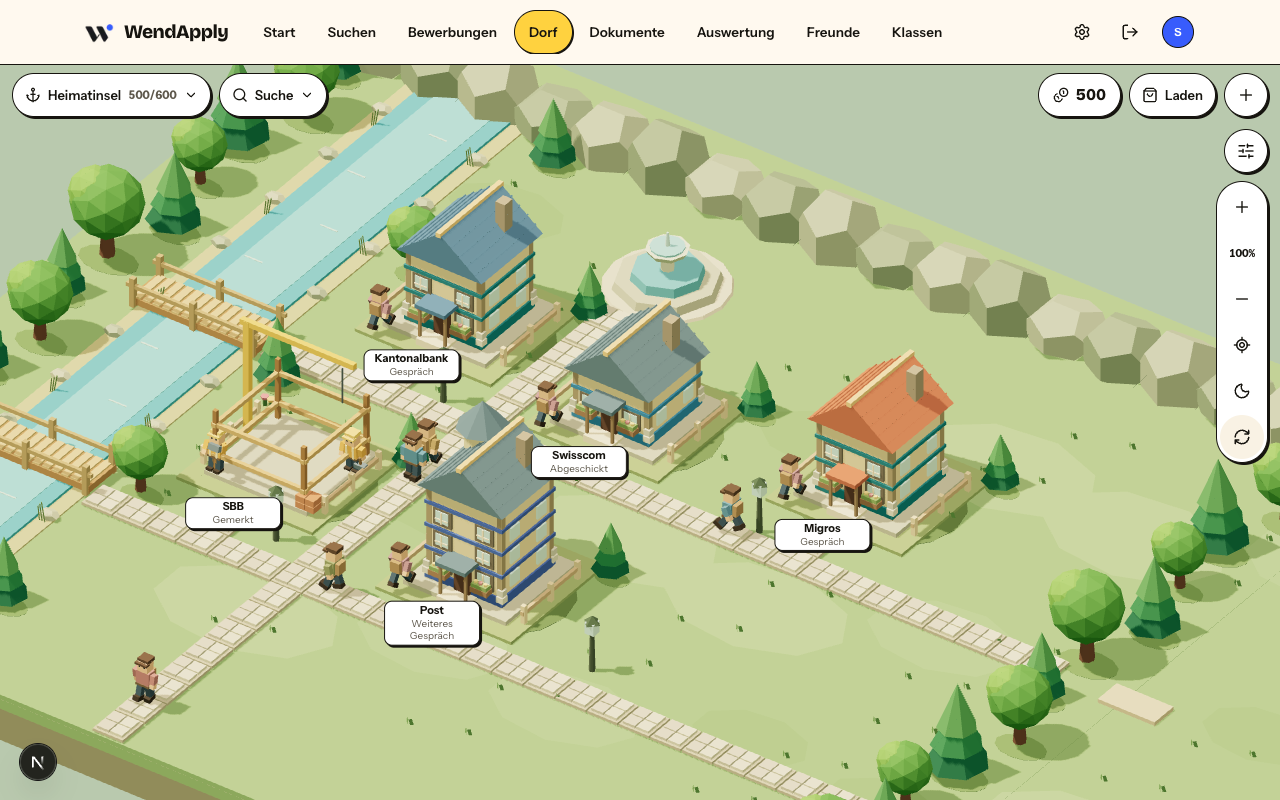 WendApply
Start
Suchen
Bewerbungen
Dorf
Dokumente
Auswertung
Freunde
Klassen
S
Heimatinsel 500/600
Suche
500
Laden
100%
Kantonalbank
Gespräch
Swisscom
Abgeschickt
SBB
Gemerkt
Migros
Gespräch
Post
Weiteres
Gespräch
N